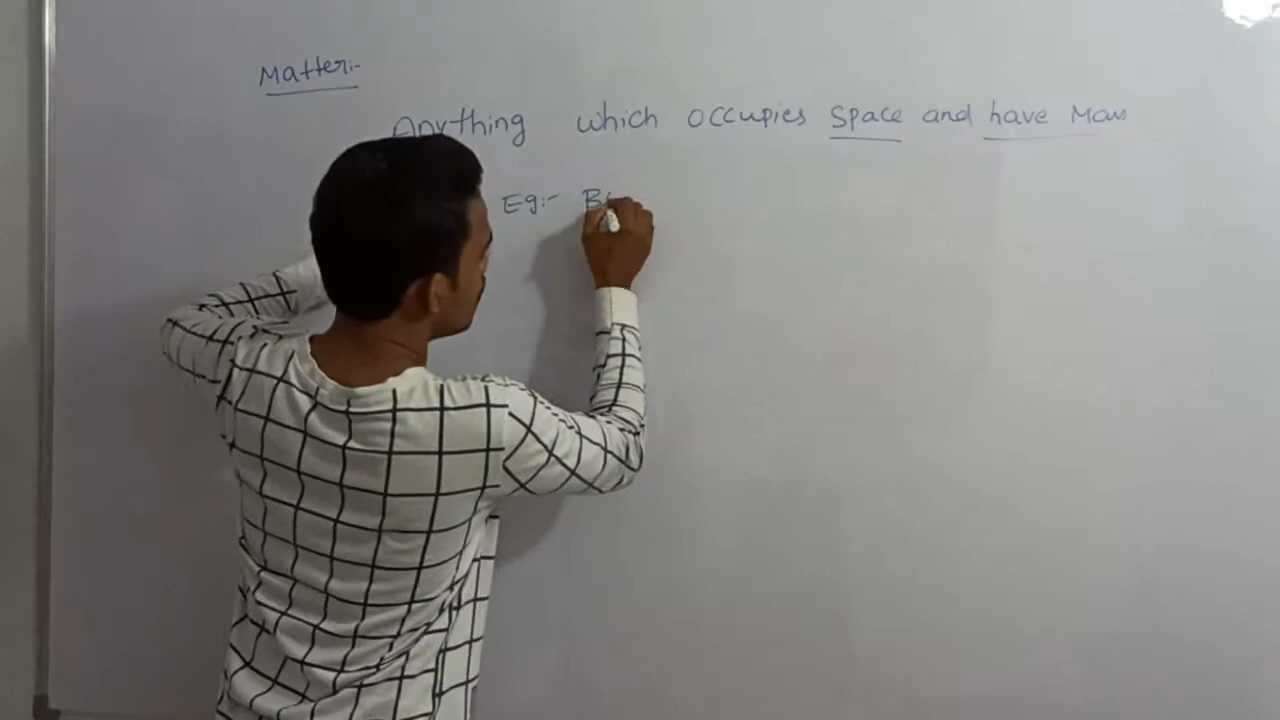 Matter:-
Anything which occupies Space and have Mass
Eg:- B